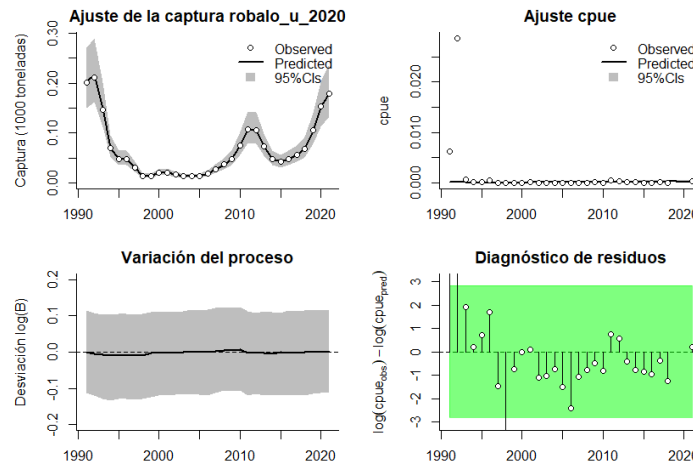 Ajuste de la captura robalo_u_2020
Captura (1000 toneladas)
0.00 0.10 0.20 0.30
Observed
Predicted
95%CIs
1990 2000 2010 2020
Ajuste cpue
cpue
0.000 0.010 0.020
Observed
Predicted
95%CIs
1990 2000 2010 2020
Variación del proceso
Desviación log(B)
-0.2 -0.1 0.0 0.1 0.2
1990 2000 2010 2020
Diagnóstico de residuos
log(cpue_obs.) − log(cpue_pred.)
-3 -2 -1 0 1 2 3
1990 2000 2010 2020